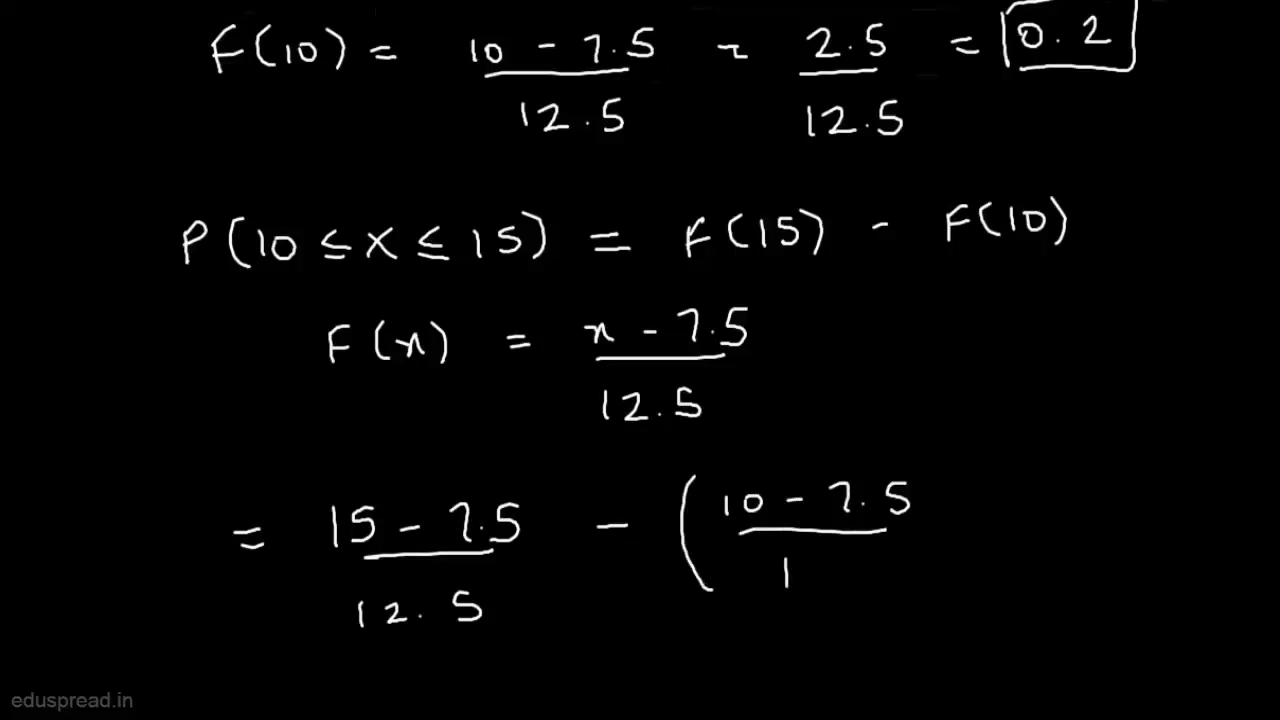 F(10) = 10 - 7.5 / 12.5 = 2.5 / 12.5 = 0.2
P(10 ≤ X ≤ 15) = F(15) - F(10)
F(x) = x - 7.5 / 12.5
= 15 - 7.5 / 12.5 - ( 10 - 7.5 / 1
eduspread.in